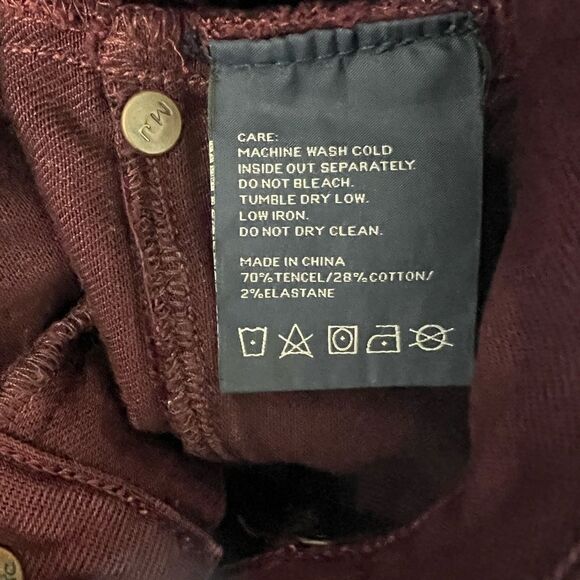 CARE:
MACHINE WASH COLD
INSIDE OUT SEPARATELY.
DO NOT BLEACH.
TUMBLE DRY LOW.
LOW IRON.
DO NOT DRY CLEAN.
MADE IN CHINA
70%TENCEL/28%COTTON/
2%ELASTANE